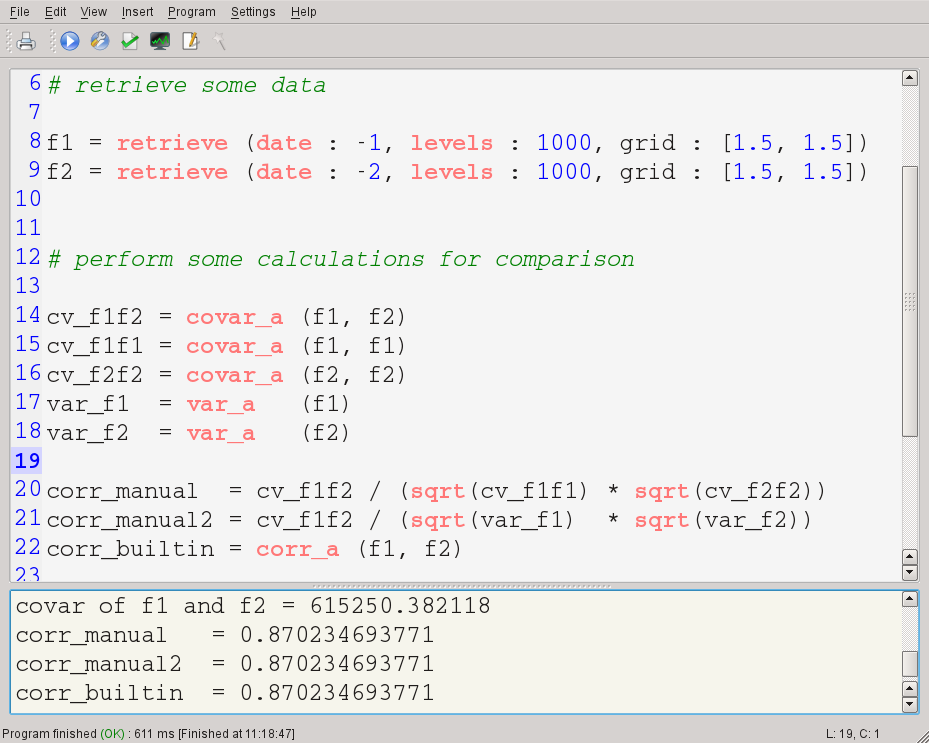 File Edit View Insert Program Settings Help
6 # retrieve some data
7
8 f1 = retrieve (date : -1, levels : 1000, grid : [1.5, 1.5])
9 f2 = retrieve (date : -2, levels : 1000, grid : [1.5, 1.5])
10
11
12 # perform some calculations for comparison
13
14 cv_f1f2 = covar_a (f1, f2)
15 cv_f1f1 = covar_a (f1, f1)
16 cv_f2f2 = covar_a (f2, f2)
17 var_f1  = var_a   (f1)
18 var_f2  = var_a   (f2)
19
20 corr_manual  = cv_f1f2 / (sqrt(cv_f1f1) * sqrt(cv_f2f2))
21 corr_manual2 = cv_f1f2 / (sqrt(var_f1)  * sqrt(var_f2))
22 corr_builtin = corr_a (f1, f2)
23
covar of f1 and f2 = 615250.382118
corr_manual   = 0.870234693771
corr_manual2  = 0.870234693771
corr_builtin  = 0.870234693771
Program finished (OK) : 611 ms [Finished at 11:18:47] L: 19, C: 1